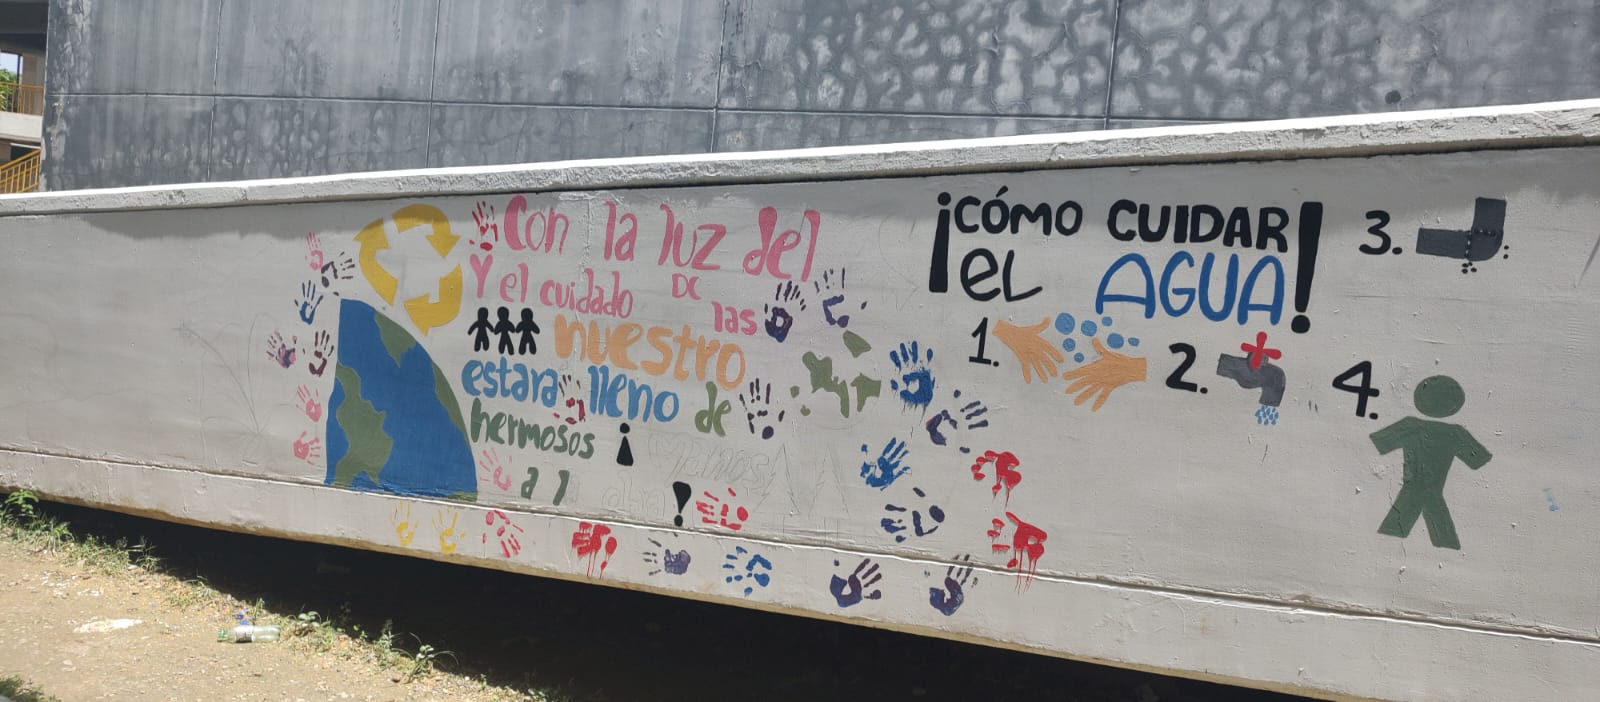 Con la luz del
Y el cuidado DC las
nuestro
estara lleno de
hermosos ¡
a
!
¡CÓMO CUIDAR
EL AGUA!
1.
2.
3.
4.